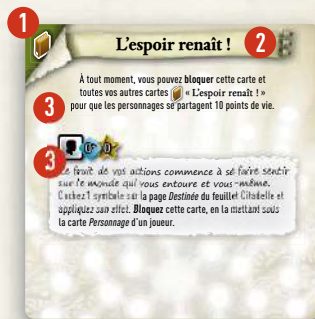 1
L'espoir renaît !
2
À tout moment, vous pouvez bloquer cette carte et
toutes vos autres cartes « L'espoir renaît ! »
pour que les personnages se partagent 10 points de vie.
3
3
Le fruit de vos actions commence à se faire sentir
sur le monde qui vous entoure et vous-même.
Cochez 1 symbole sur la page Destinée du feuillet Citadelle et
appliquez son effet. Bloquez cette carte, en la mettant sous
la carte Personnage d'un joueur.